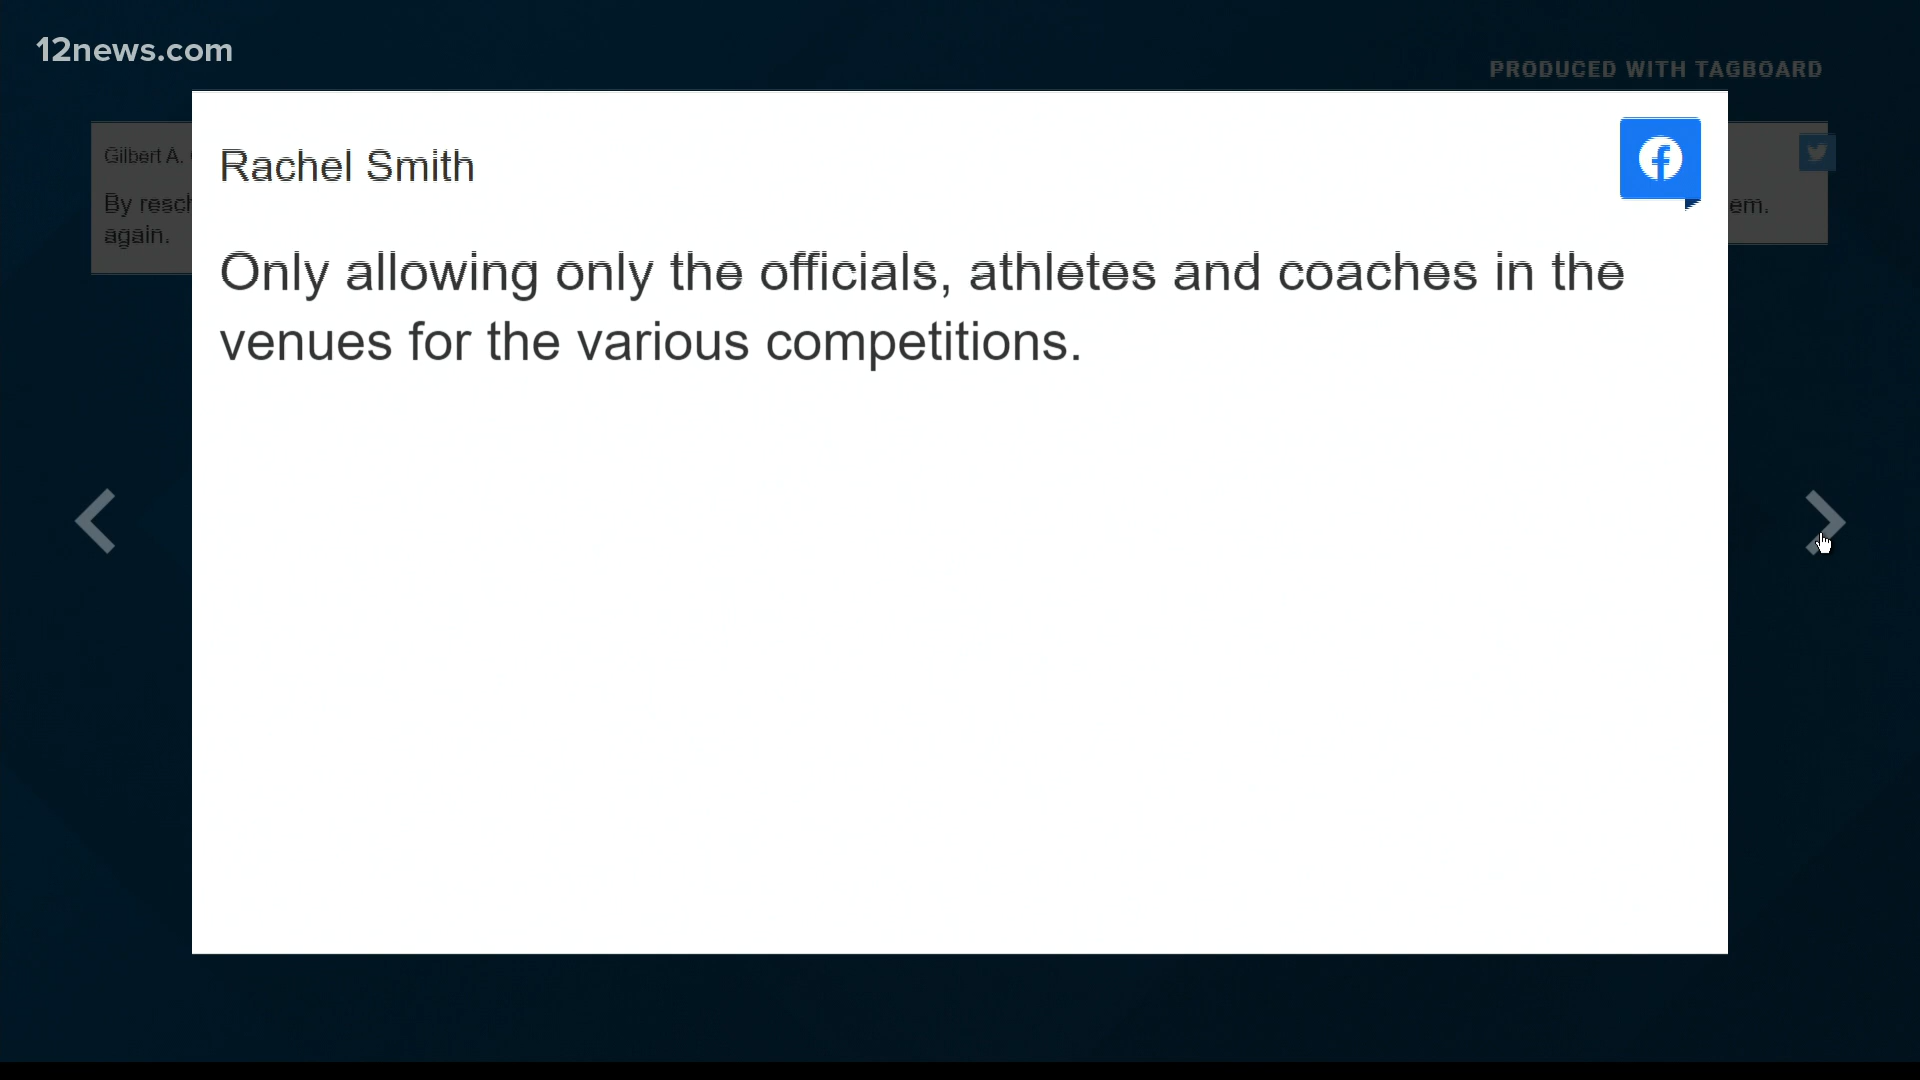 12news.com
PRODUCED WITH TAGBOARD
Gilbert A.
By resch
again.
em.
Rachel Smith
Only allowing only the officials, athletes and coaches in the
venues for the various competitions.